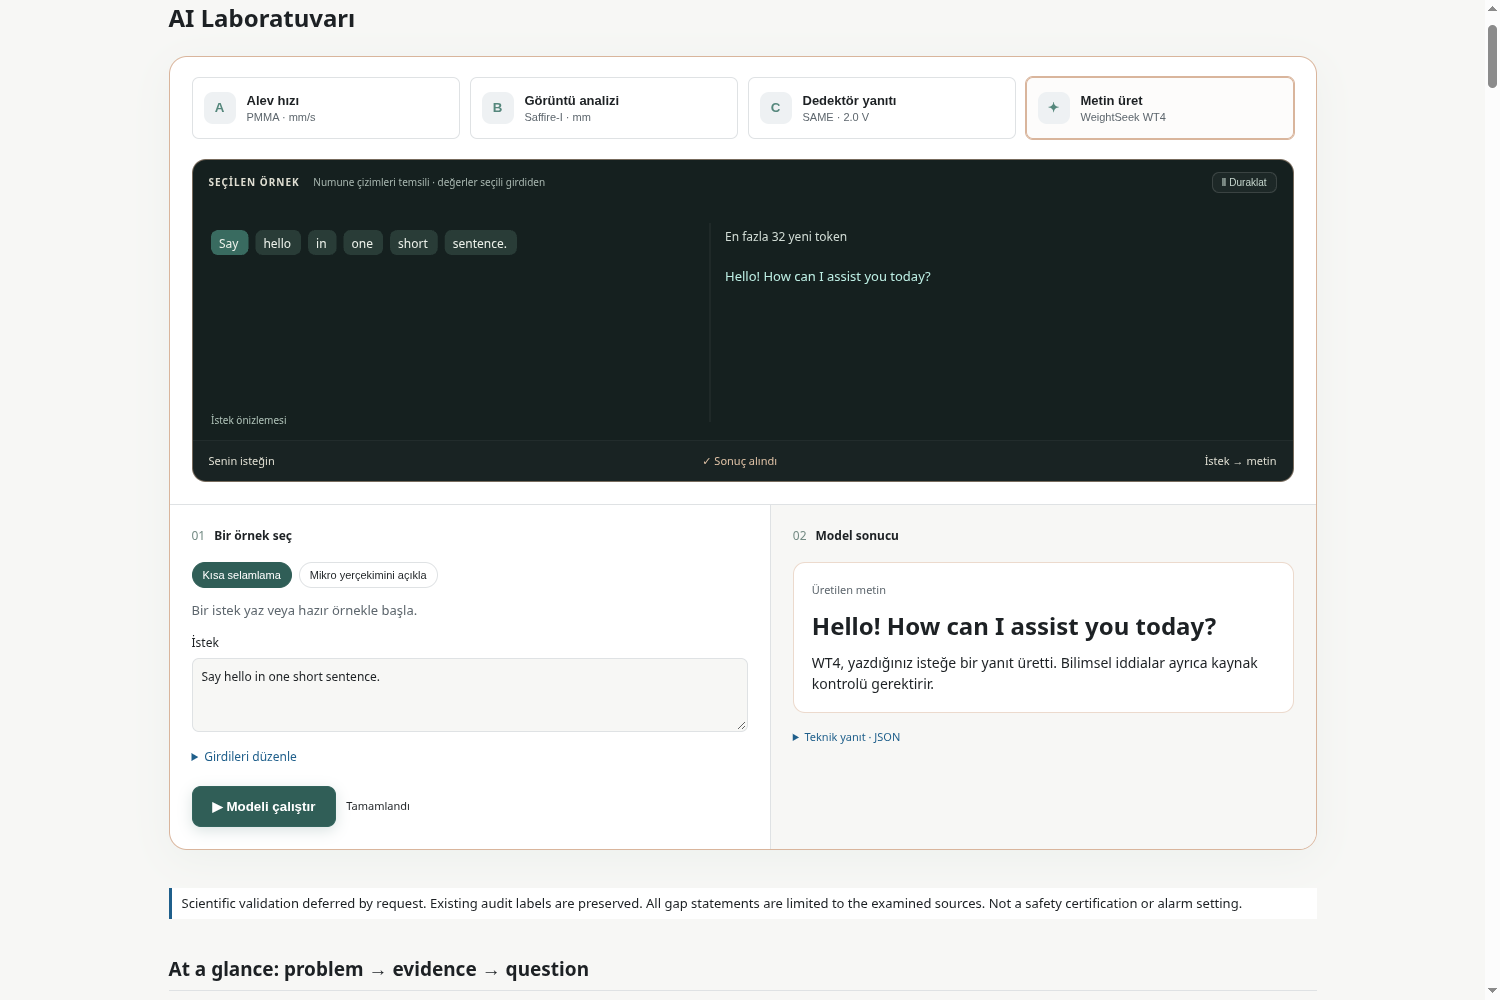 AI Laboratuvarı
A
Alev hızı
PMMA · mm/s
B
Görüntü analizi
Saffire-I · mm
C
Dedektör yanıtı
SAME · 2.0 V
✦
Metin üret
WeightSeek WT4
SEÇİLEN ÖRNEK Numune çizimleri temsili · değerler seçili girdiden
Ⅱ Duraklat
Say hello in one short sentence.
İstek önizlemesi
En fazla 32 yeni token
Hello! How can I assist you today?
Senin isteğin
✓ Sonuç alındı
İstek → metin
01 Bir örnek seç
Kısa selamlama
Mikro yerçekimini açıkla
Bir istek yaz veya hazır örnekle başla.
İstek
Say hello in one short sentence.
▶ Girdileri düzenle
▶ Modeli çalıştır
Tamamlandı
02 Model sonucu
Üretilen metin
Hello! How can I assist you today?
WT4, yazdığınız isteğe bir yanıt üretti. Bilimsel iddialar ayrıca kaynak
kontrolü gerektirir.
▶ Teknik yanıt · JSON
Scientific validation deferred by request. Existing audit labels are preserved. All gap statements are limited to the examined sources. Not a safety certification or alarm setting.
At a glance: problem → evidence → question